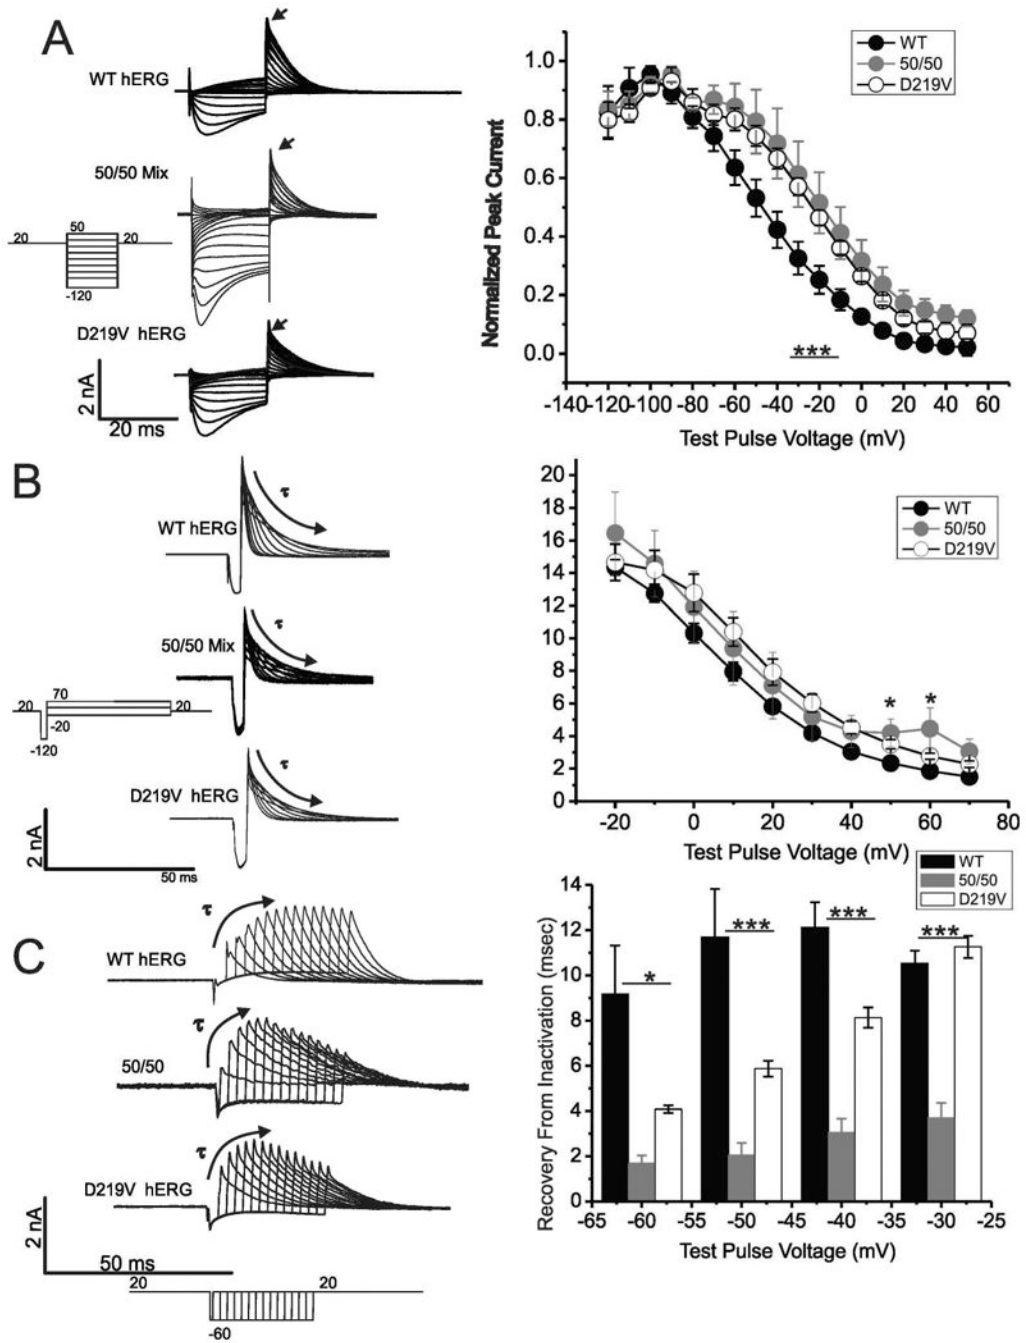 A
WT hERG
50/50 Mix
20
50
20
-120
D219V hERG
2 nA
20 ms
Normalized Peak Current
1.0
0.8
0.6
0.4
0.2
0.0
WT
50/50
D219V
***
-140 -120 -100 -80 -60 -40 -20 0 20 40 60
Test Pulse Voltage (mV)
B
τ
WT hERG
τ
50/50 Mix
20
70
20
-20
-120
τ
D219V hERG
2 nA
50 ms
20
18
16
14
12
10
8
6
4
2
0
WT
50/50
D219V
* *
-20 0 20 40 60 80
Test Pulse Voltage (mV)
C
τ
WT hERG
τ
50/50
τ
D219V hERG
2 nA
50 ms
20 20
-60
Recovery From Inactivation (msec)
14
12
10
8
6
4
2
0
WT
50/50
D219V
* *** *** ***
-65 -60 -55 -50 -45 -40 -35 -30 -25
Test Pulse Voltage (mV)